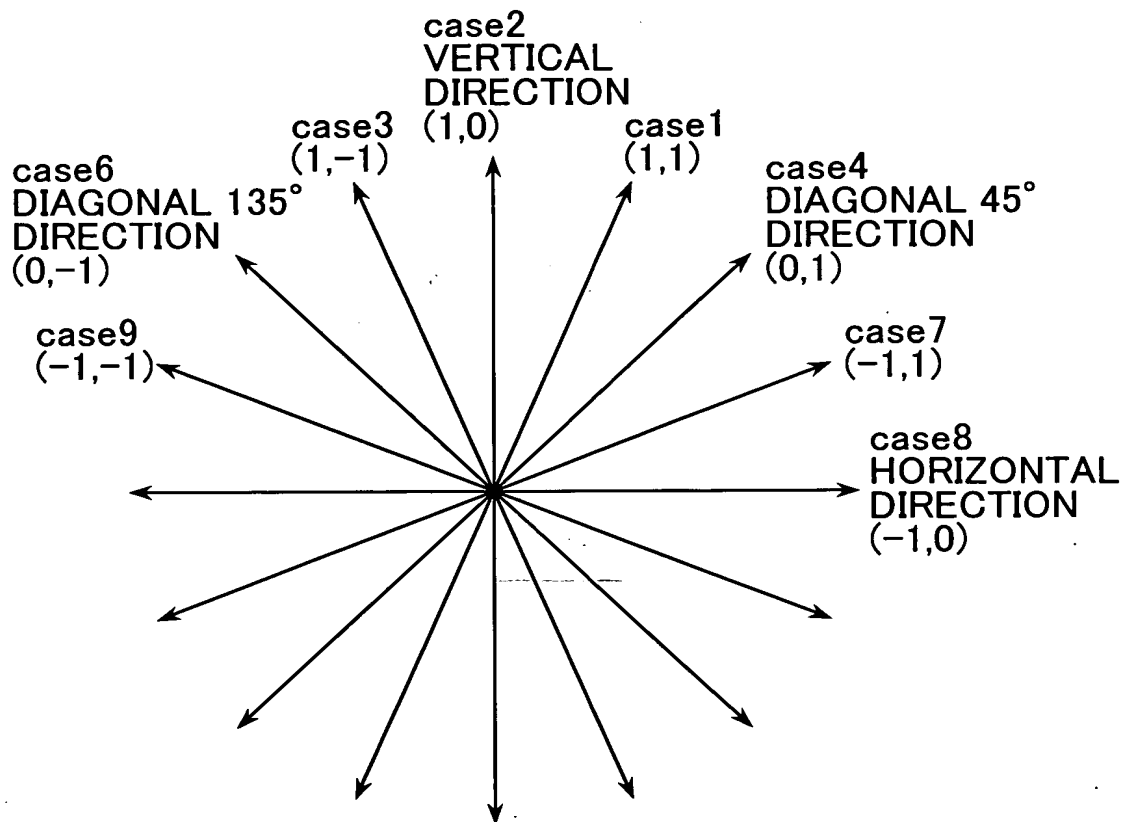 case2
VERTICAL
DIRECTION
(1,0)
case3
(1,-1)
case1
(1,1)
case6
DIAGONAL 135°
DIRECTION
(0,-1)
case4
DIAGONAL 45°
DIRECTION
(0,1)
case9
(-1,-1)
case7
(-1,1)
case8
HORIZONTAL
DIRECTION
(-1,0)